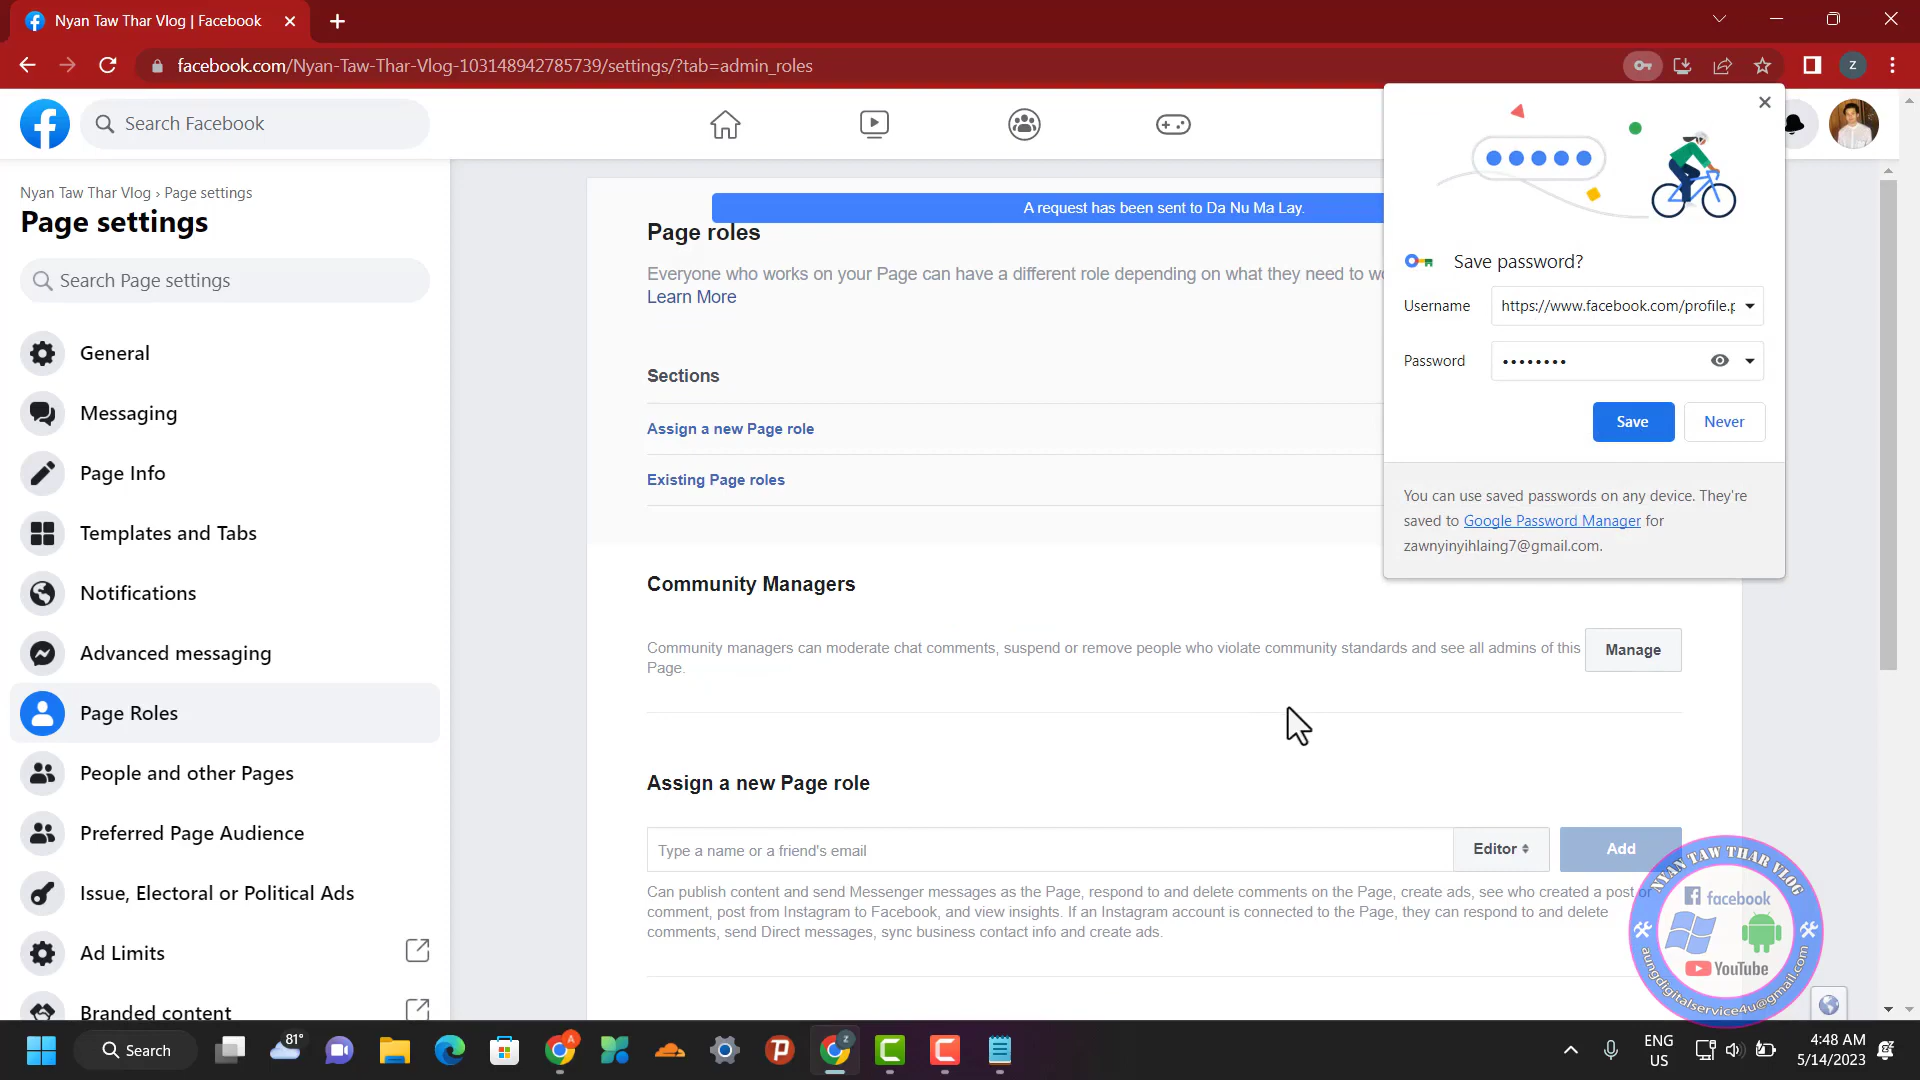 Nyan Taw Thar Vlog | Facebook
facebook.com/Nyan-Taw-Thar-Vlog-103148942785739/settings/?tab=admin_roles
Z
Search Facebook
Nyan Taw Thar Vlog › Page settings
Page settings
Search Page settings
General
Messaging
Page Info
Templates and Tabs
Notifications
Advanced messaging
Page Roles
People and other Pages
Preferred Page Audience
Issue, Electoral or Political Ads
Ad Limits
Branded content
A request has been sent to Da Nu Ma Lay.
Page roles
Everyone who works on your Page can have a different role depending on what they need to
Learn More
Sections
Assign a new Page role
Existing Page roles
Community Managers
Community managers can moderate chat comments, suspend or remove people who violate community standards and see all admins of this
Page.
Manage
Assign a new Page role
Type a name or a friend's email
Editor
Add
Can publish content and send Messenger messages as the Page, respond to and delete comments on the Page, create ads, see who created a post or
comment, post from Instagram to Facebook, and view insights. If an Instagram account is connected to the Page, they can respond to and delete
comments, send Direct messages, sync business contact info and create ads.
Save password?
Username
https://www.facebook.com/profile.p
Password
••••••••
Save
Never
You can use saved passwords on any device. They're
saved to Google Password Manager for
zawnyinyihlaing7@gmail.com.
NYAN TAW THAR VLOG
facebook
YouTube
aungdigitalservice4u@gmail.com
Search
81°
A
z
ENG
US
4:48 AM
5/14/2023